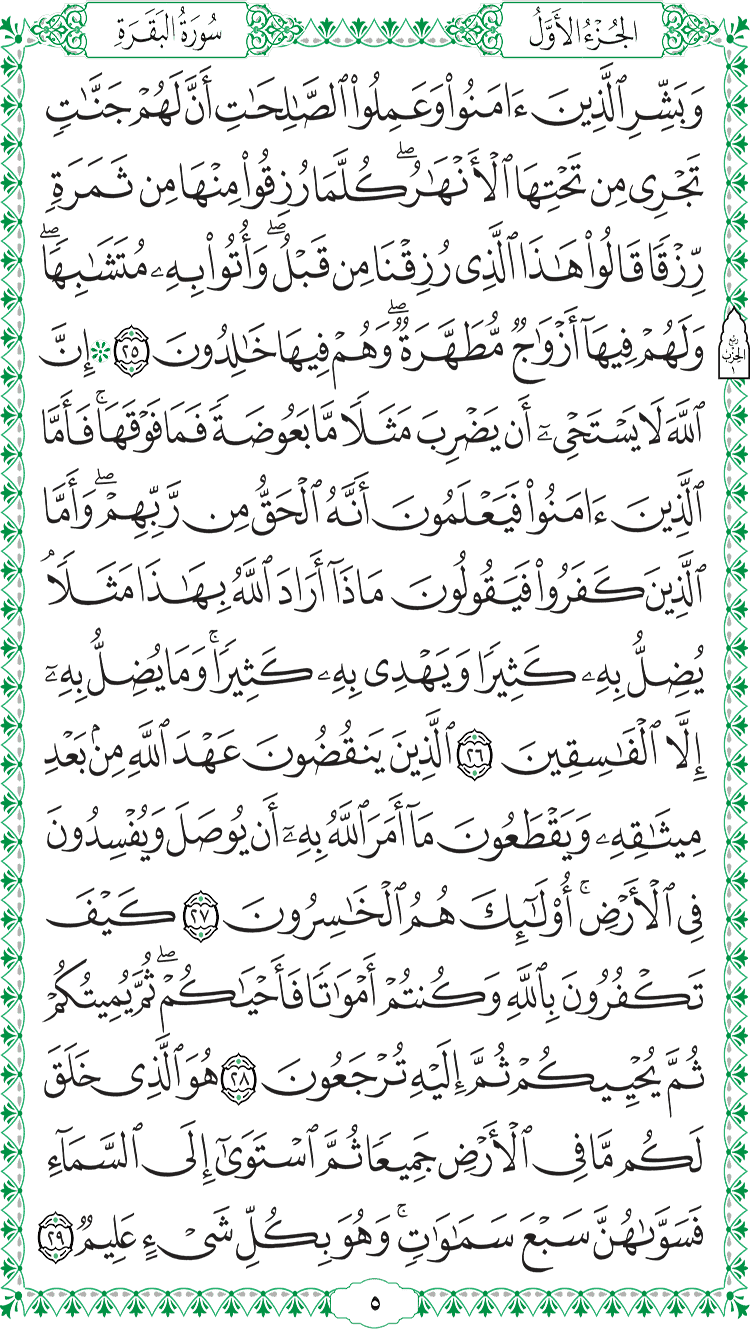 الجُزْءُ الأَوَّلُ
سُورَةُ البَقَرَةِ
وَبَشِّرِ ٱلَّذِينَ ءَامَنُوا۟ وَعَمِلُوا۟ ٱلصَّـٰلِحَـٰتِ أَنَّ لَهُمْ جَنَّـٰتٍ
تَجْرِى مِن تَحْتِهَا ٱلْأَنْهَـٰرُ ۖ كُلَّمَا رُزِقُوا۟ مِنْهَا مِن ثَمَرَةٍ
رِّزْقًا قَالُوا۟ هَـٰذَا ٱلَّذِى رُزِقْنَا مِن قَبْلُ ۖ وَأُتُوا۟ بِهِۦ مُتَشَـٰبِهًا ۖ
وَلَهُمْ فِيهَآ أَزْوَٰجٌ مُّطَهَّرَةٌ ۖ وَهُمْ فِيهَا خَـٰلِدُونَ ٢٥ ۞ إِنَّ
رُبْع الحِزْب ١
ٱللَّهَ لَا يَسْتَحْىِۦٓ أَن يَضْرِبَ مَثَلًا مَّا بَعُوضَةً فَمَا فَوْقَهَا ۚ فَأَمَّا
ٱلَّذِينَ ءَامَنُوا۟ فَيَعْلَمُونَ أَنَّهُ ٱلْحَقُّ مِن رَّبِّهِمْ ۖ وَأَمَّا
ٱلَّذِينَ كَفَرُوا۟ فَيَقُولُونَ مَاذَآ أَرَادَ ٱللَّهُ بِهَـٰذَا مَثَلًا ۘ
يُضِلُّ بِهِۦ كَثِيرًا وَيَهْدِى بِهِۦ كَثِيرًا ۚ وَمَا يُضِلُّ بِهِۦٓ
إِلَّا ٱلْفَـٰسِقِينَ ٢٦ ٱلَّذِينَ يَنقُضُونَ عَهْدَ ٱللَّهِ مِنۢ بَعْدِ
مِيثَـٰقِهِۦ وَيَقْطَعُونَ مَآ أَمَرَ ٱللَّهُ بِهِۦٓ أَن يُوصَلَ وَيُفْسِدُونَ
فِى ٱلْأَرْضِ ۚ أُو۟لَـٰٓئِكَ هُمُ ٱلْخَـٰسِرُونَ ٢٧ كَيْفَ
تَكْفُرُونَ بِٱللَّهِ وَكُنتُمْ أَمْوَٰتًا فَأَحْيَـٰكُمْ ۖ ثُمَّ يُمِيتُكُمْ
ثُمَّ يُحْيِيكُمْ ثُمَّ إِلَيْهِ تُرْجَعُونَ ٢٨ هُوَ ٱلَّذِى خَلَقَ
لَكُم مَّا فِى ٱلْأَرْضِ جَمِيعًا ثُمَّ ٱسْتَوَىٰٓ إِلَى ٱلسَّمَآءِ
فَسَوَّىٰهُنَّ سَبْعَ سَمَـٰوَٰتٍ ۚ وَهُوَ بِكُلِّ شَىْءٍ عَلِيمٌ ٢٩
٥